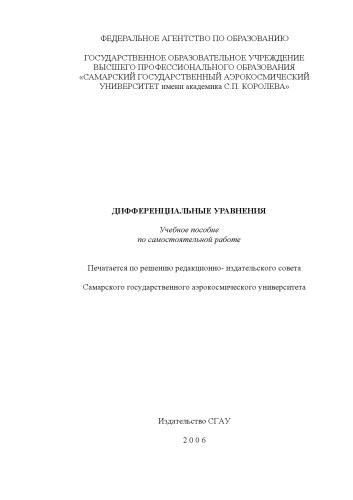 ФЕДЕРАЛЬНОЕ АГЕНТСТВО ПО ОБРАЗОВАНИЮ
ГОСУДАРСТВЕННОЕ ОБРАЗОВАТЕЛЬНОЕ УЧРЕЖДЕНИЕ
ВЫСШЕГО ПРОФЕССИОНАЛЬНОГО ОБРАЗОВАНИЯ
«САМАРСКИЙ ГОСУДАРСТВЕННЫЙ АЭРОКОСМИЧЕСКИЙ
УНИВЕРСИТЕТ имени академика С.П. КОРОЛЕВА»
ДИФФЕРЕНЦИАЛЬНЫЕ УРАВНЕНИЯ
Учебное пособие
по самостоятельной работе
Печатается по решению редакционно- издательского совета
Самарского государственного аэрокосмического университета
Издательство СГАУ
2 0 0 6